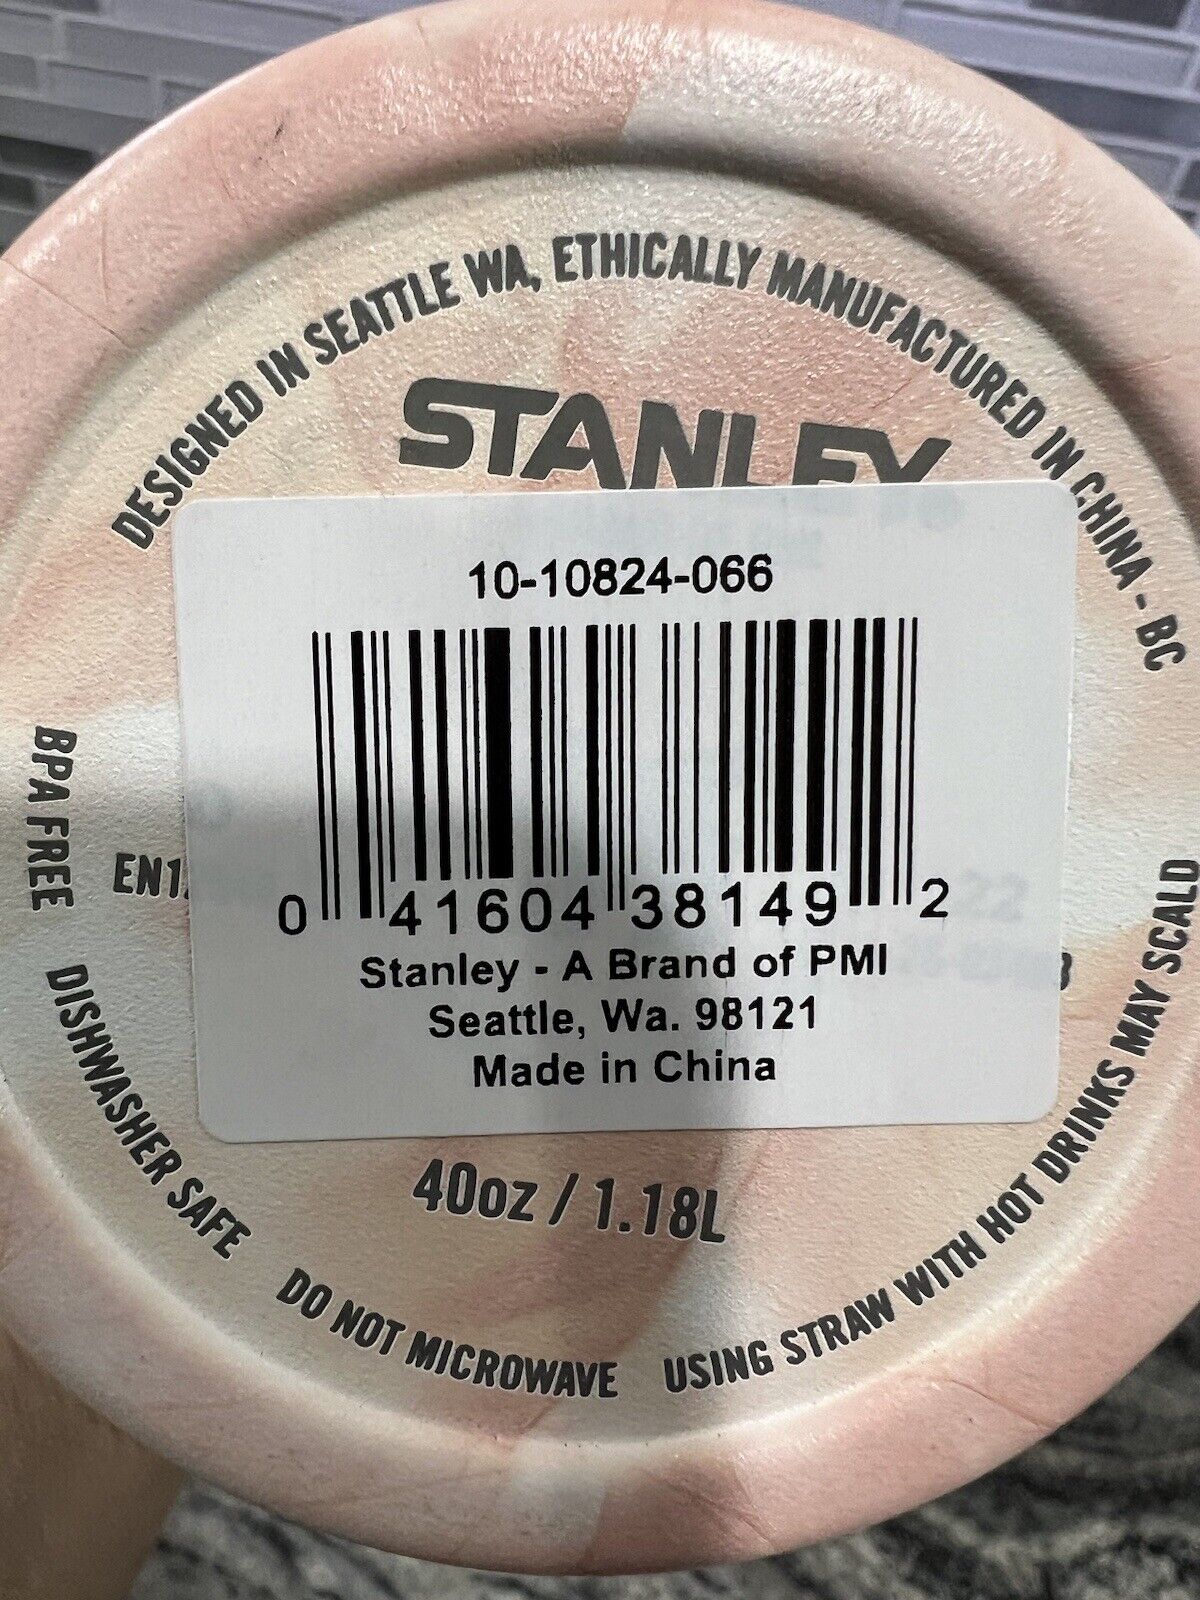 DESIGNED IN SEATTLE WA, ETHICALLY MANUFACTURED IN CHINA - BC
STANLEY
10-10824-066
0 41604 38149 2
Stanley - A Brand of PMI
Seattle, Wa. 98121
Made in China
40oz / 1.18L
BPA FREE
DISHWASHER SAFE
DO NOT MICROWAVE
USING STRAW WITH HOT DRINKS MAY SCALD